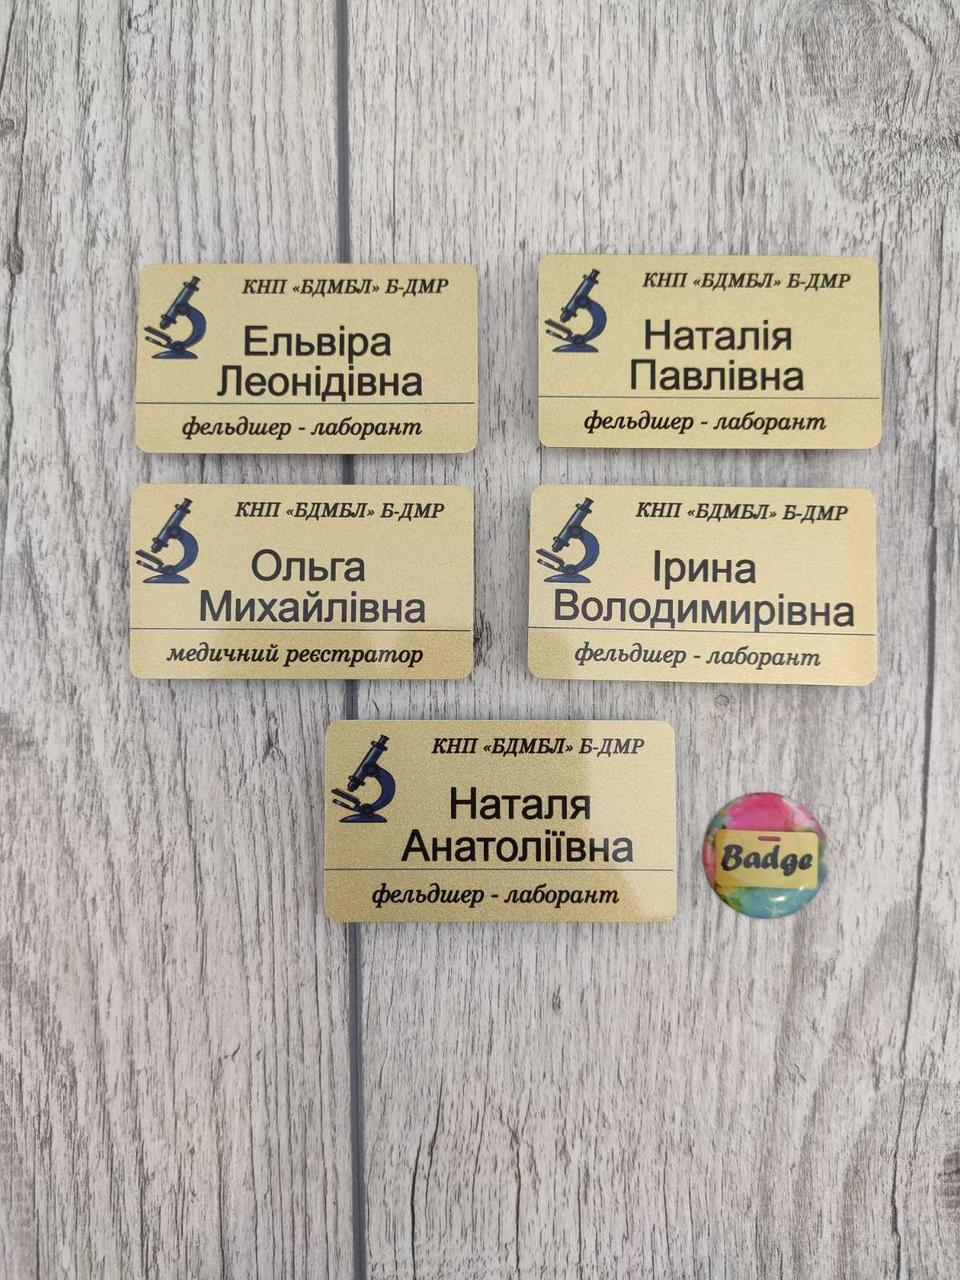 КНП «БДМБЛ» Б-ДМР
Ельвіра
Леонідівна
фельдшер - лаборант
КНП «БДМБЛ» Б-ДМР
Наталія
Павлівна
фельдшер - лаборант
КНП «БДМБЛ» Б-ДМР
Ольга
Михайлівна
медичний реєстратор
КНП «БДМБЛ» Б-ДМР
Ірина
Володимирівна
фельдшер - лаборант
КНП «БДМБЛ» Б-ДМР
Наталя
Анатоліївна
фельдшер - лаборант
Badge